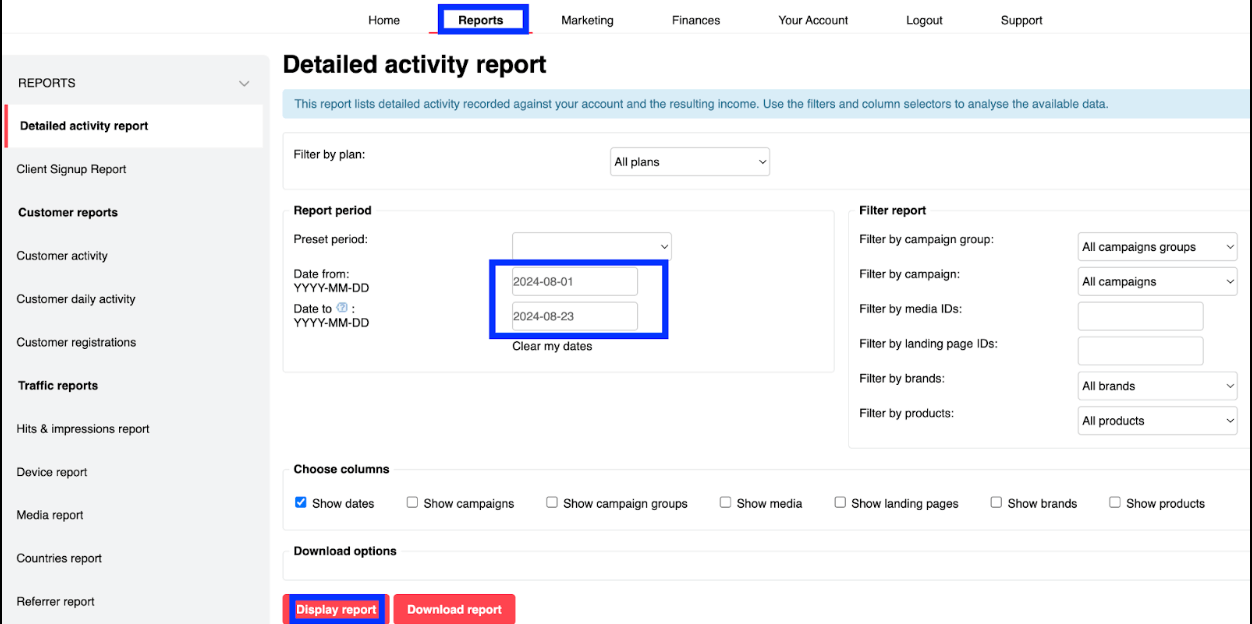 Home Reports Marketing Finances Your Account Logout Support
REPORTS
Detailed activity report
Client Signup Report
Customer reports
Customer activity
Customer daily activity
Customer registrations
Traffic reports
Hits & impressions report
Device report
Media report
Countries report
Referrer report
Detailed activity report
This report lists detailed activity recorded against your account and the resulting income. Use the filters and column selectors to analyse the available data.
Filter by plan: All plans
Report period
Preset period:
Date from: 2024-08-01
YYYY-MM-DD
Date to ? : 2024-08-23
YYYY-MM-DD
Clear my dates
Filter report
Filter by campaign group: All campaigns groups
Filter by campaign: All campaigns
Filter by media IDs:
Filter by landing page IDs:
Filter by brands: All brands
Filter by products: All products
Choose columns
Show dates Show campaigns Show campaign groups Show media Show landing pages Show brands Show products
Download options
Display report Download report